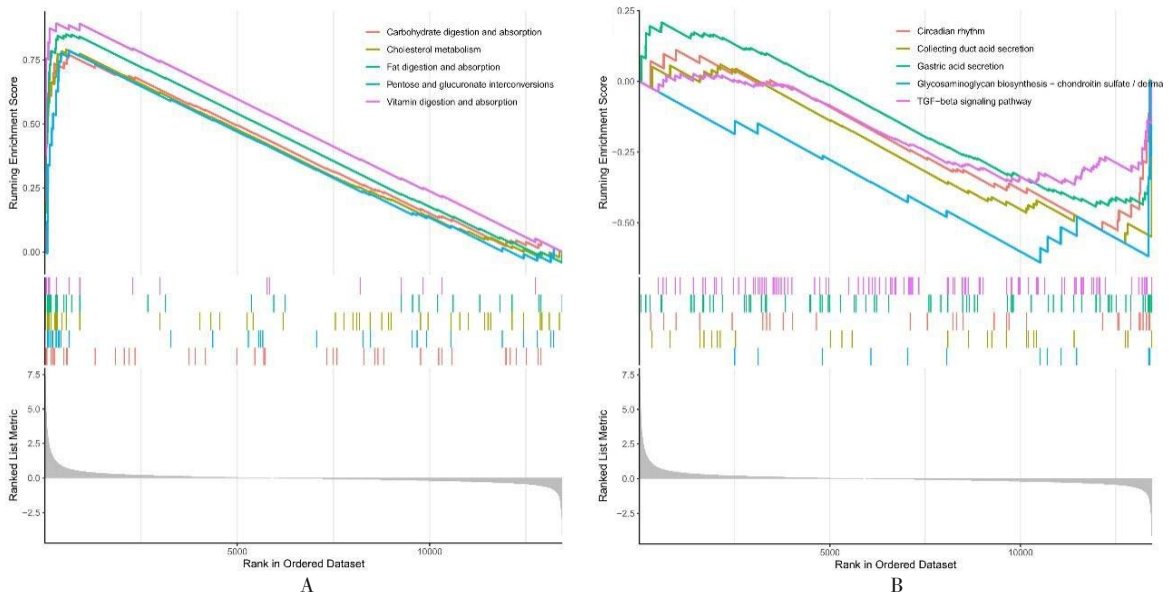 Running Enrichment Score
0.75
0.50
0.25
0.00
Carbohydrate digestion and absorption
Cholesterol metabolism
Fat digestion and absorption
Pentose and glucuronate interconversions
Vitamin digestion and absorption
Ranked List Metric
7.5
5.0
2.5
0.0
−2.5
5000
10000
Rank in Ordered Dataset
A
Running Enrichment Score
0.25
0.00
−0.25
−0.50
Circadian rhythm
Collecting duct acid secretion
Gastric acid secretion
Glycosaminoglycan biosynthesis − chondroitin sulfate / derma
TGF−beta signaling pathway
Ranked List Metric
7.5
5.0
2.5
0.0
−2.5
5000
10000
Rank in Ordered Dataset
B